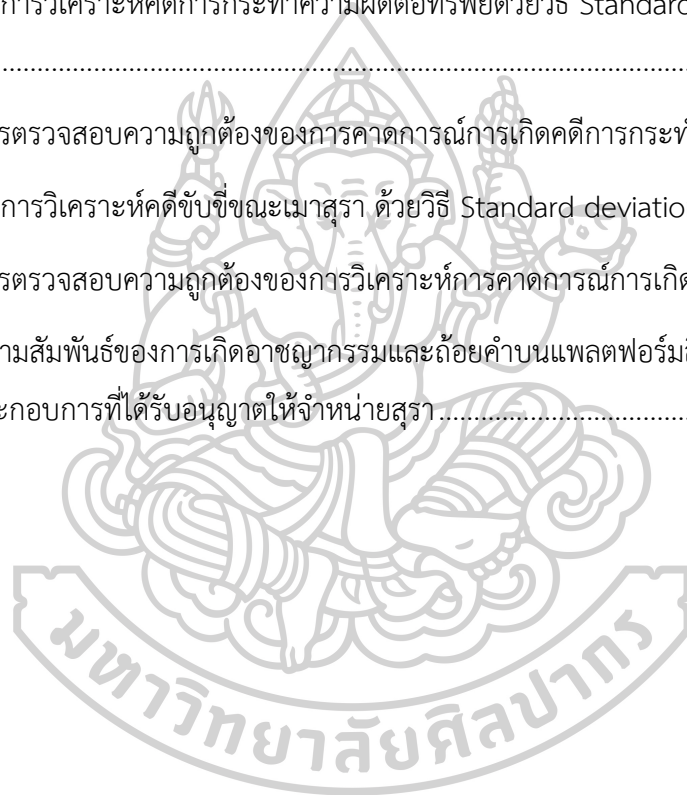 การวิเคราะห์คดีการกระทำความผิดต่อทรัพย์ด้วยวิธี Standard
................................................................................
รตรวจสอบความถูกต้องของการคาดการณ์การเกิดคดีการกระทำ
การวิเคราะห์คดีขับขี่ขณะเมาสุรา ด้วยวิธี Standard deviatio
รตรวจสอบความถูกต้องของการวิเคราะห์การคาดการณ์การเกิด
ามสัมพันธ์ของการเกิดอาชญากรรมและถ้อยคำบนแพลตฟอร์ม
ะกอบการที่ได้รับอนุญาตให้จำหน่ายสุรา................................
มหาวิทยาลัยศิลปากร